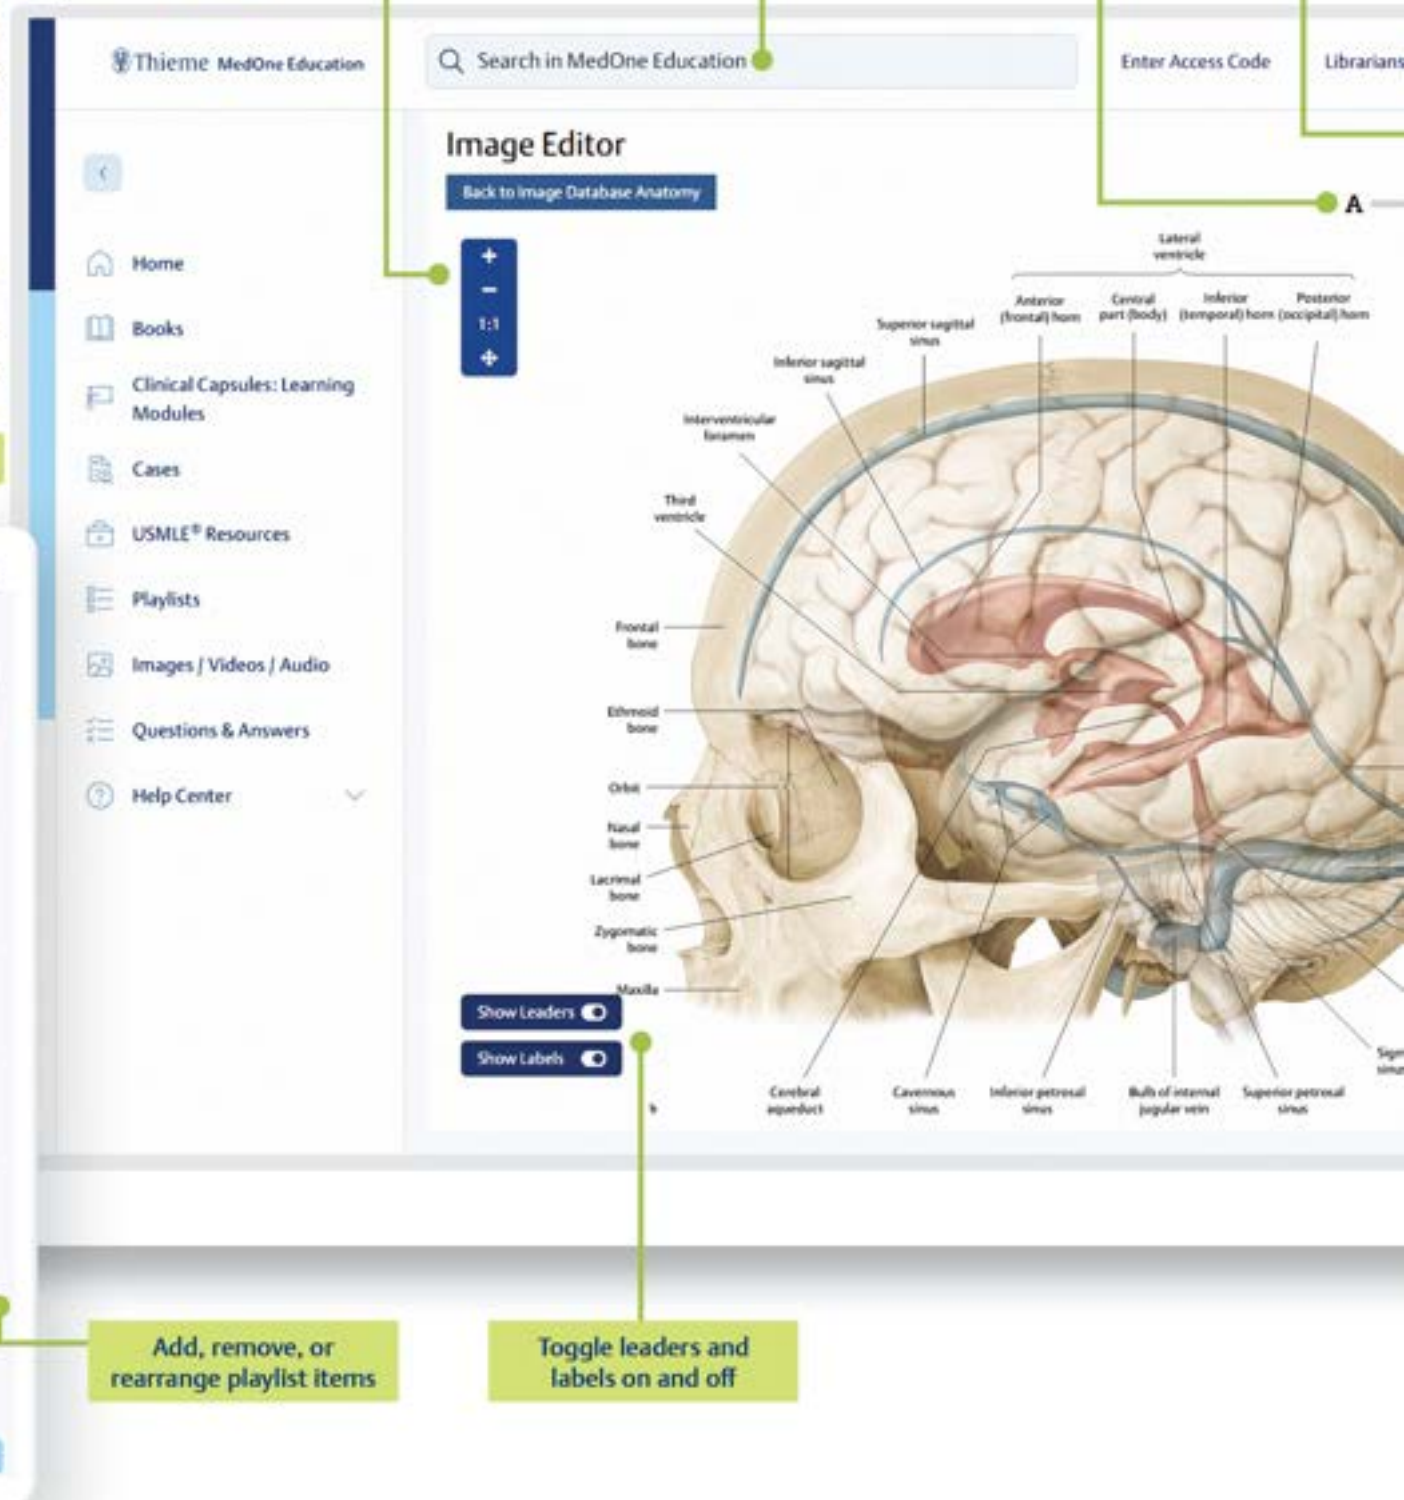 Thieme MedOne Education
Search in MedOne Education
Enter Access Code
Librarians
Image Editor
Back to Image Database Anatomy
A
+
−
1:1
Home
Books
Clinical Capsules: Learning
Modules
Cases
USMLE® Resources
Playlists
Images / Videos / Audio
Questions & Answers
Help Center
Lateral
ventricle
Anterior
(frontal) horn
Central
part (body)
Inferior
(temporal) horn
Posterior
(occipital) horn
Superior sagittal
sinus
Inferior sagittal
sinus
Interventricular
foramen
Third
ventricle
Frontal
bone
Ethmoid
bone
Orbit
Nasal
bone
Lacrimal
bone
Zygomatic
bone
Maxilla
Show Leaders
Show Labels
b
Cerebral
aqueduct
Cavernous
sinus
Inferior petrosal
sinus
Bulb of internal
jugular vein
Superior petrosal
sinus
Add, remove, or
rearrange playlist items
Toggle leaders and
labels on and off